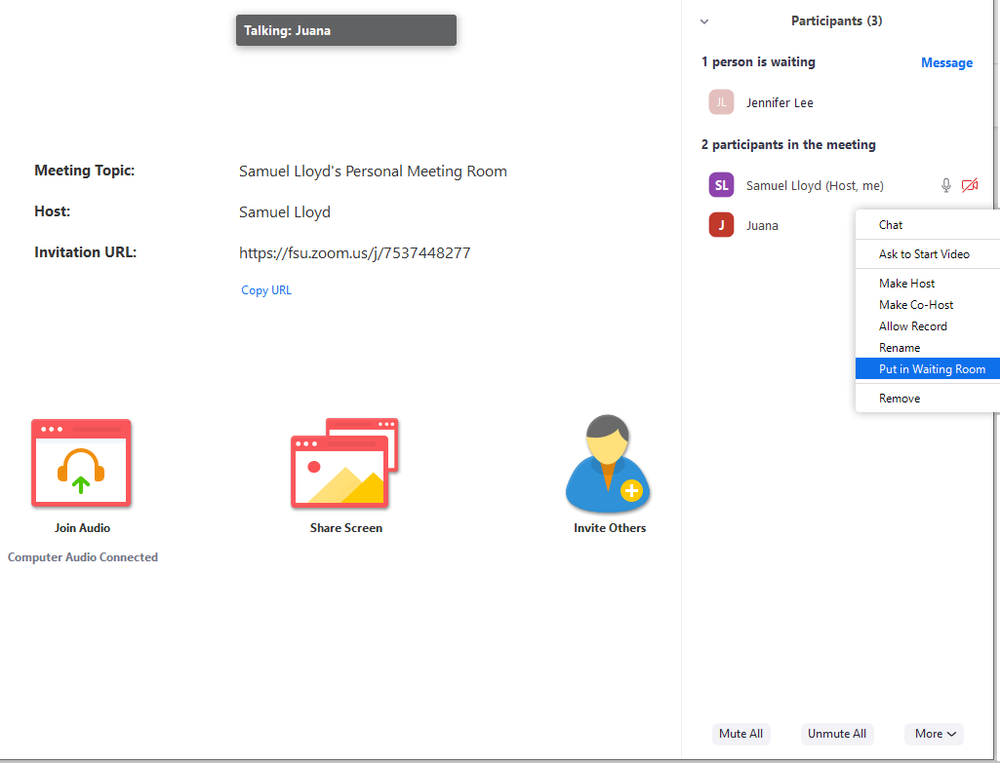 Talking: Juana
Meeting Topic: Samuel Lloyd's Personal Meeting Room
Host: Samuel Lloyd
Invitation URL: https://fsu.zoom.us/j/7537448277
Copy URL
Join Audio
Computer Audio Connected
Share Screen
Invite Others
Participants (3)
1 person is waiting Message
JL Jennifer Lee
2 participants in the meeting
SL Samuel Lloyd (Host, me)
J Juana
Chat
Ask to Start Video
Make Host
Make Co-Host
Allow Record
Rename
Put in Waiting Room
Remove
Mute All Unmute All More